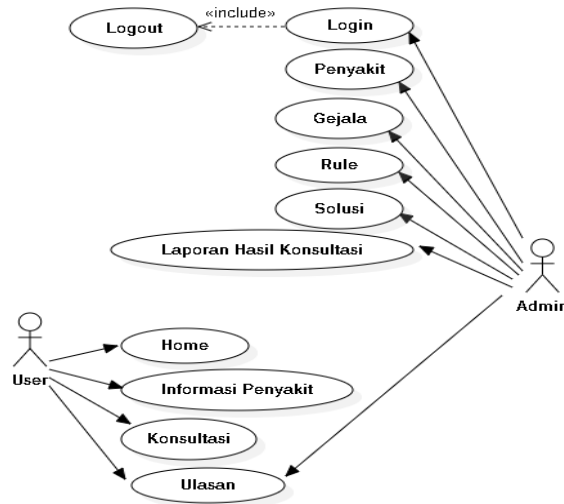 «include»
Logout
Login
Penyakit
Gejala
Rule
Solusi
Laporan Hasil Konsultasi
Admin
Home
User
Informasi Penyakit
Konsultasi
Ulasan